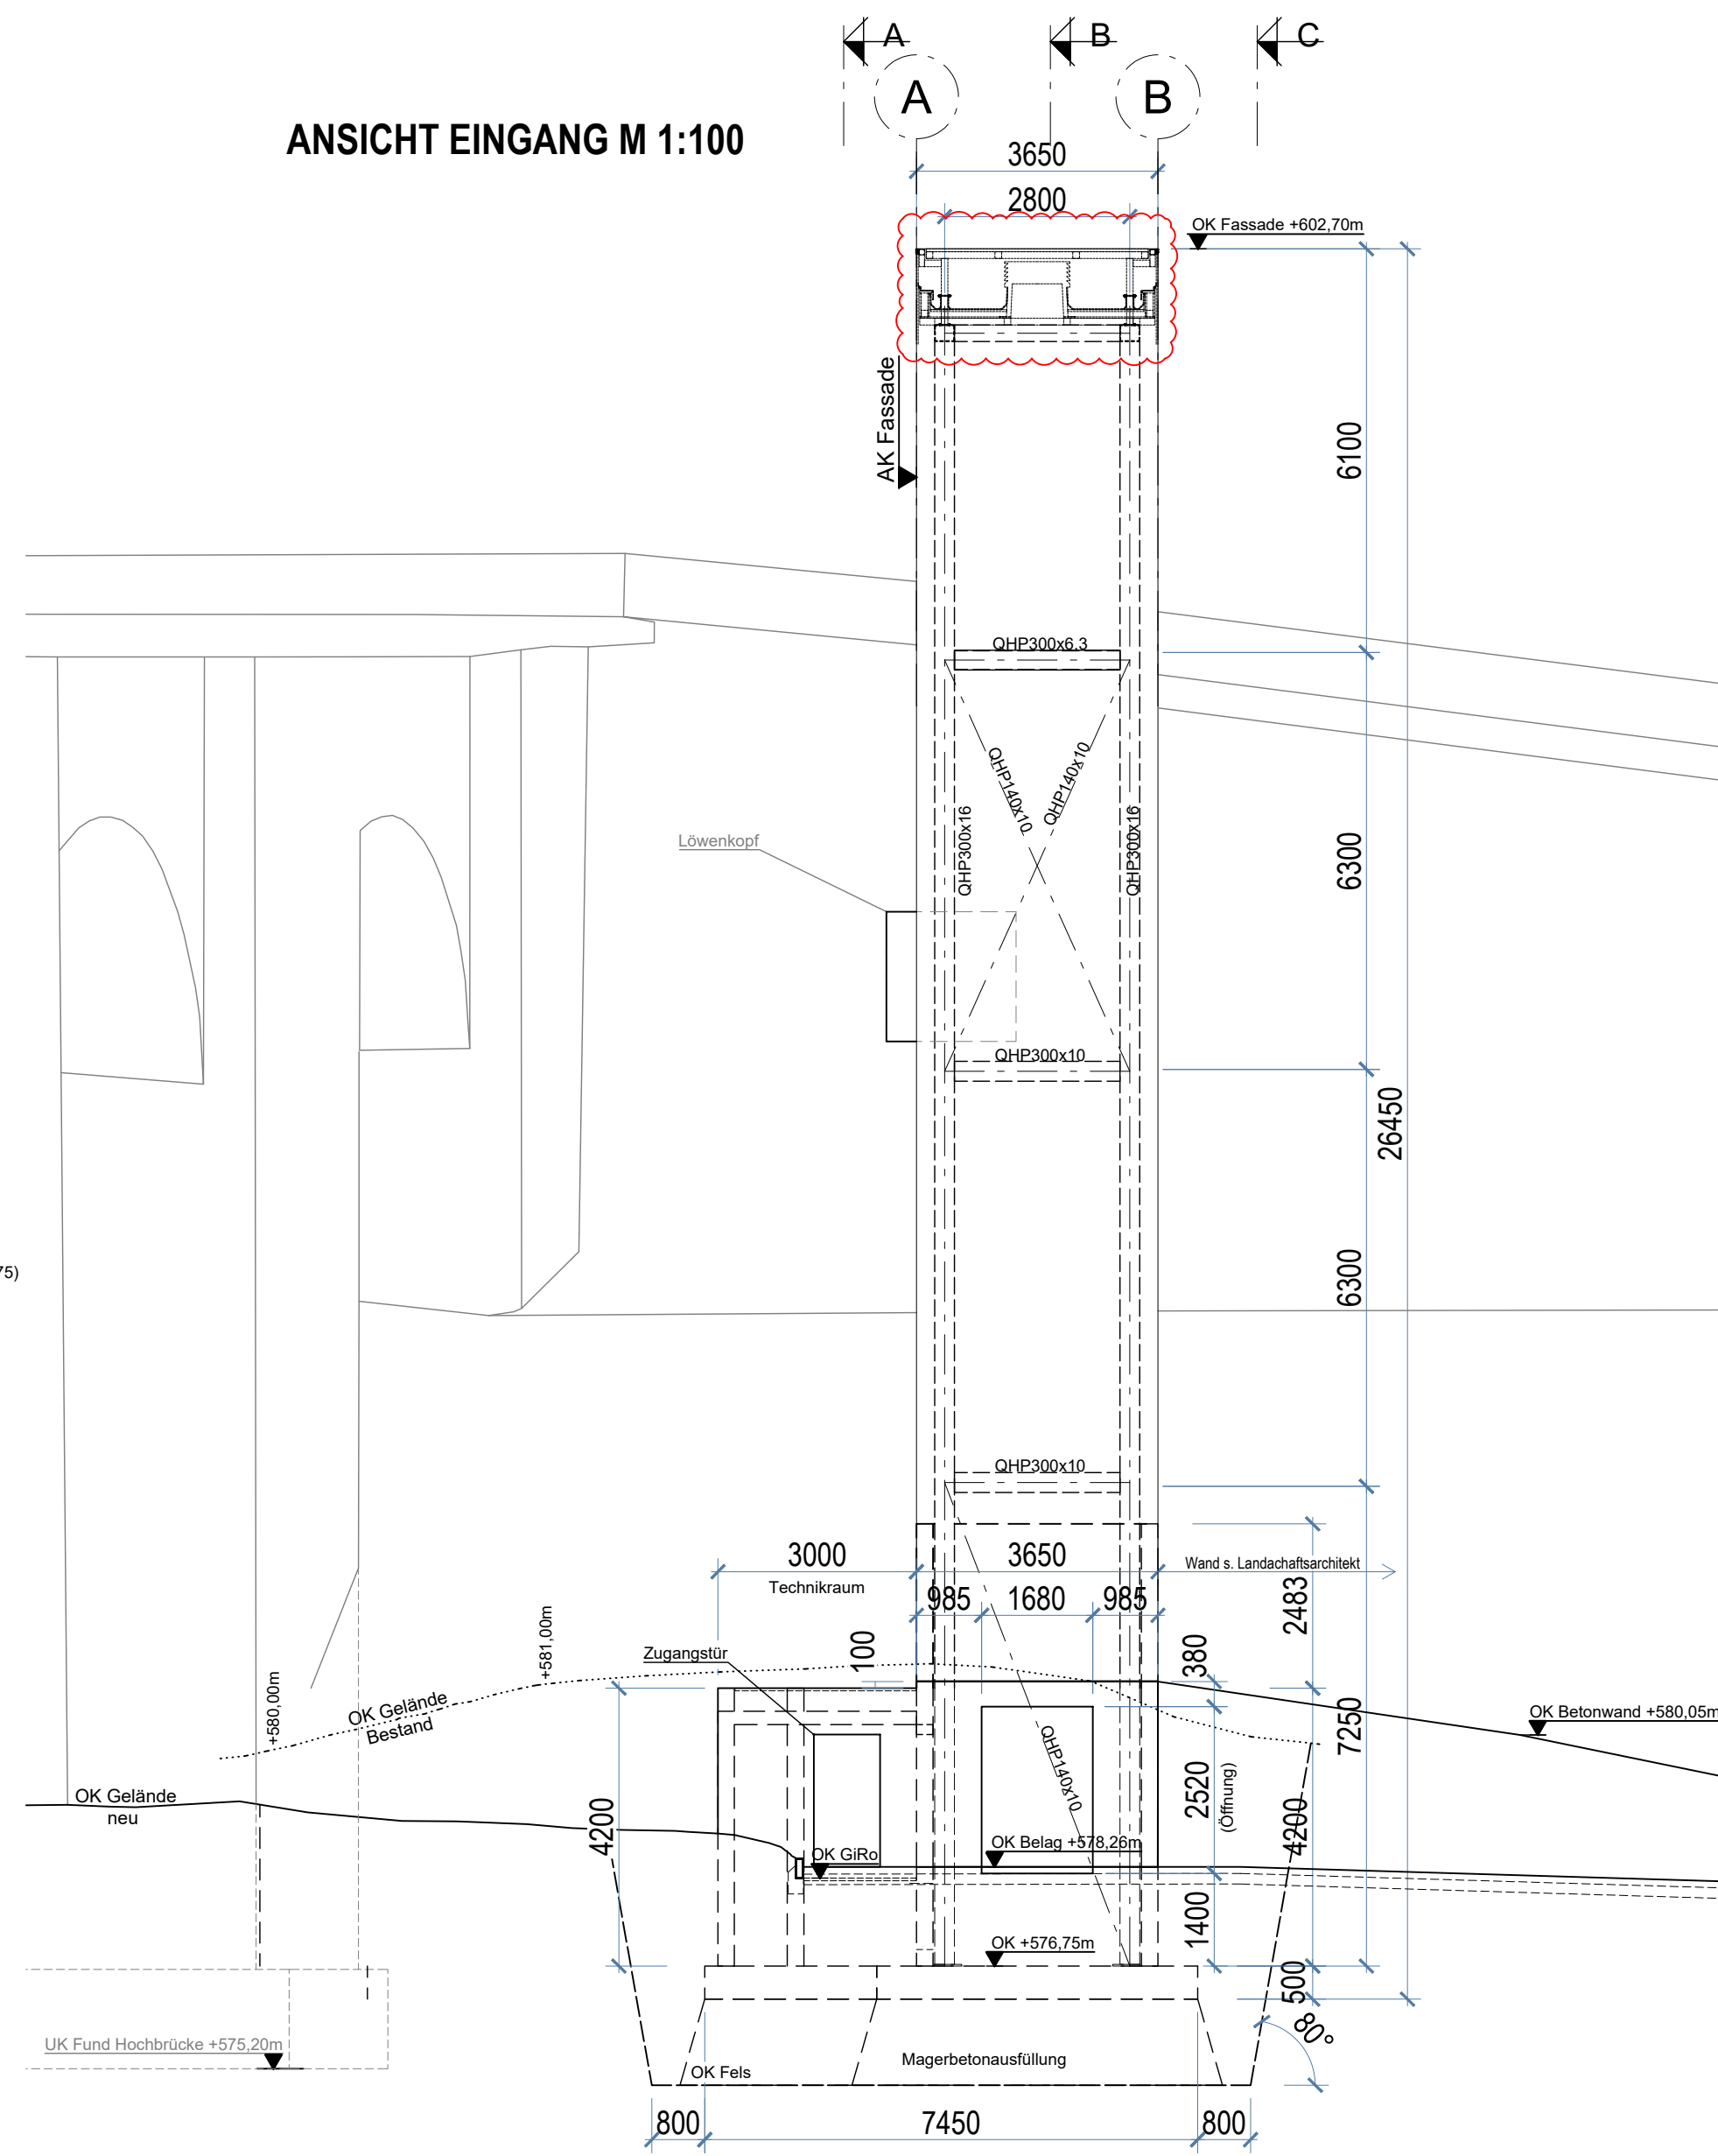 A
B
C
A
B
ANSICHT EINGANG M 1:100
3650
2800
OK Fassade +602,70m
AK Fassade
6100
QHP300x6.3
QHP140x10
QHP140x10
QHP300x16
QHP300x16
Löwenkopf
6300
QHP300x10
26450
75)
6300
QHP300x10
3000
3650
Wand s. Landachaftsarchitekt
Technikraum
985
1680
985
2483
100
380
+581,00m
+580,00m
Zugangstür
OK Gelände
Bestand
OK Betonwand +580,05m
7250
QHP140x10
2520
(Öffnung)
OK Gelände
neu
4200
4200
OK GiRo
OK Belag +578,26m
1400
OK +576,75m
500
80°
UK Fund Hochbrücke +575,20m
Magerbetonausfüllung
OK Fels
800
7450
800